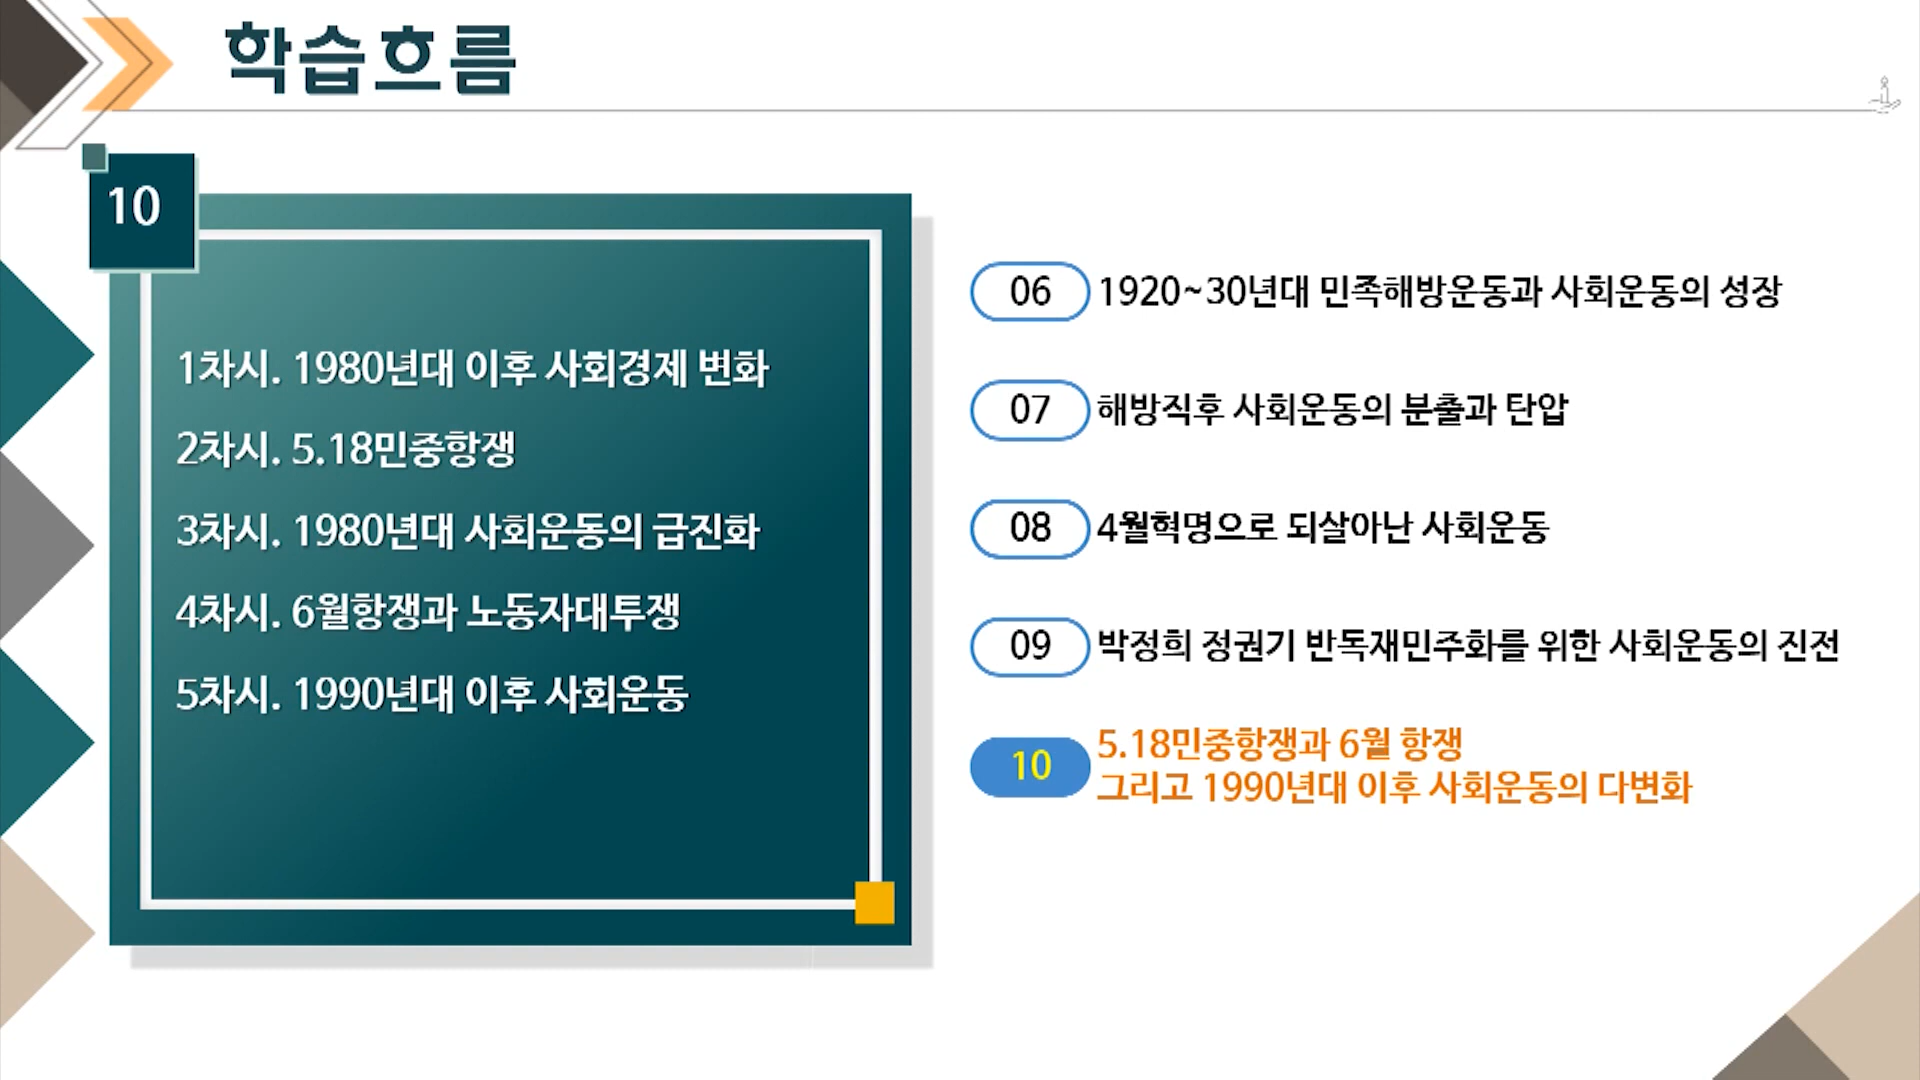 학습흐름
10
1차시. 1980년대 이후 사회경제 변화
2차시. 5.18민중항쟁
3차시. 1980년대 사회운동의 급진화
4차시. 6월항쟁과 노동자대투쟁
5차시. 1990년대 이후 사회운동
06 1920~30년대 민족해방운동과 사회운동의 성장
07 해방직후 사회운동의 분출과 탄압
08 4월혁명으로 되살아난 사회운동
09 박정희 정권기 반독재민주화를 위한 사회운동의 진전
10 5.18민중항쟁과 6월 항쟁
그리고 1990년대 이후 사회운동의 다변화